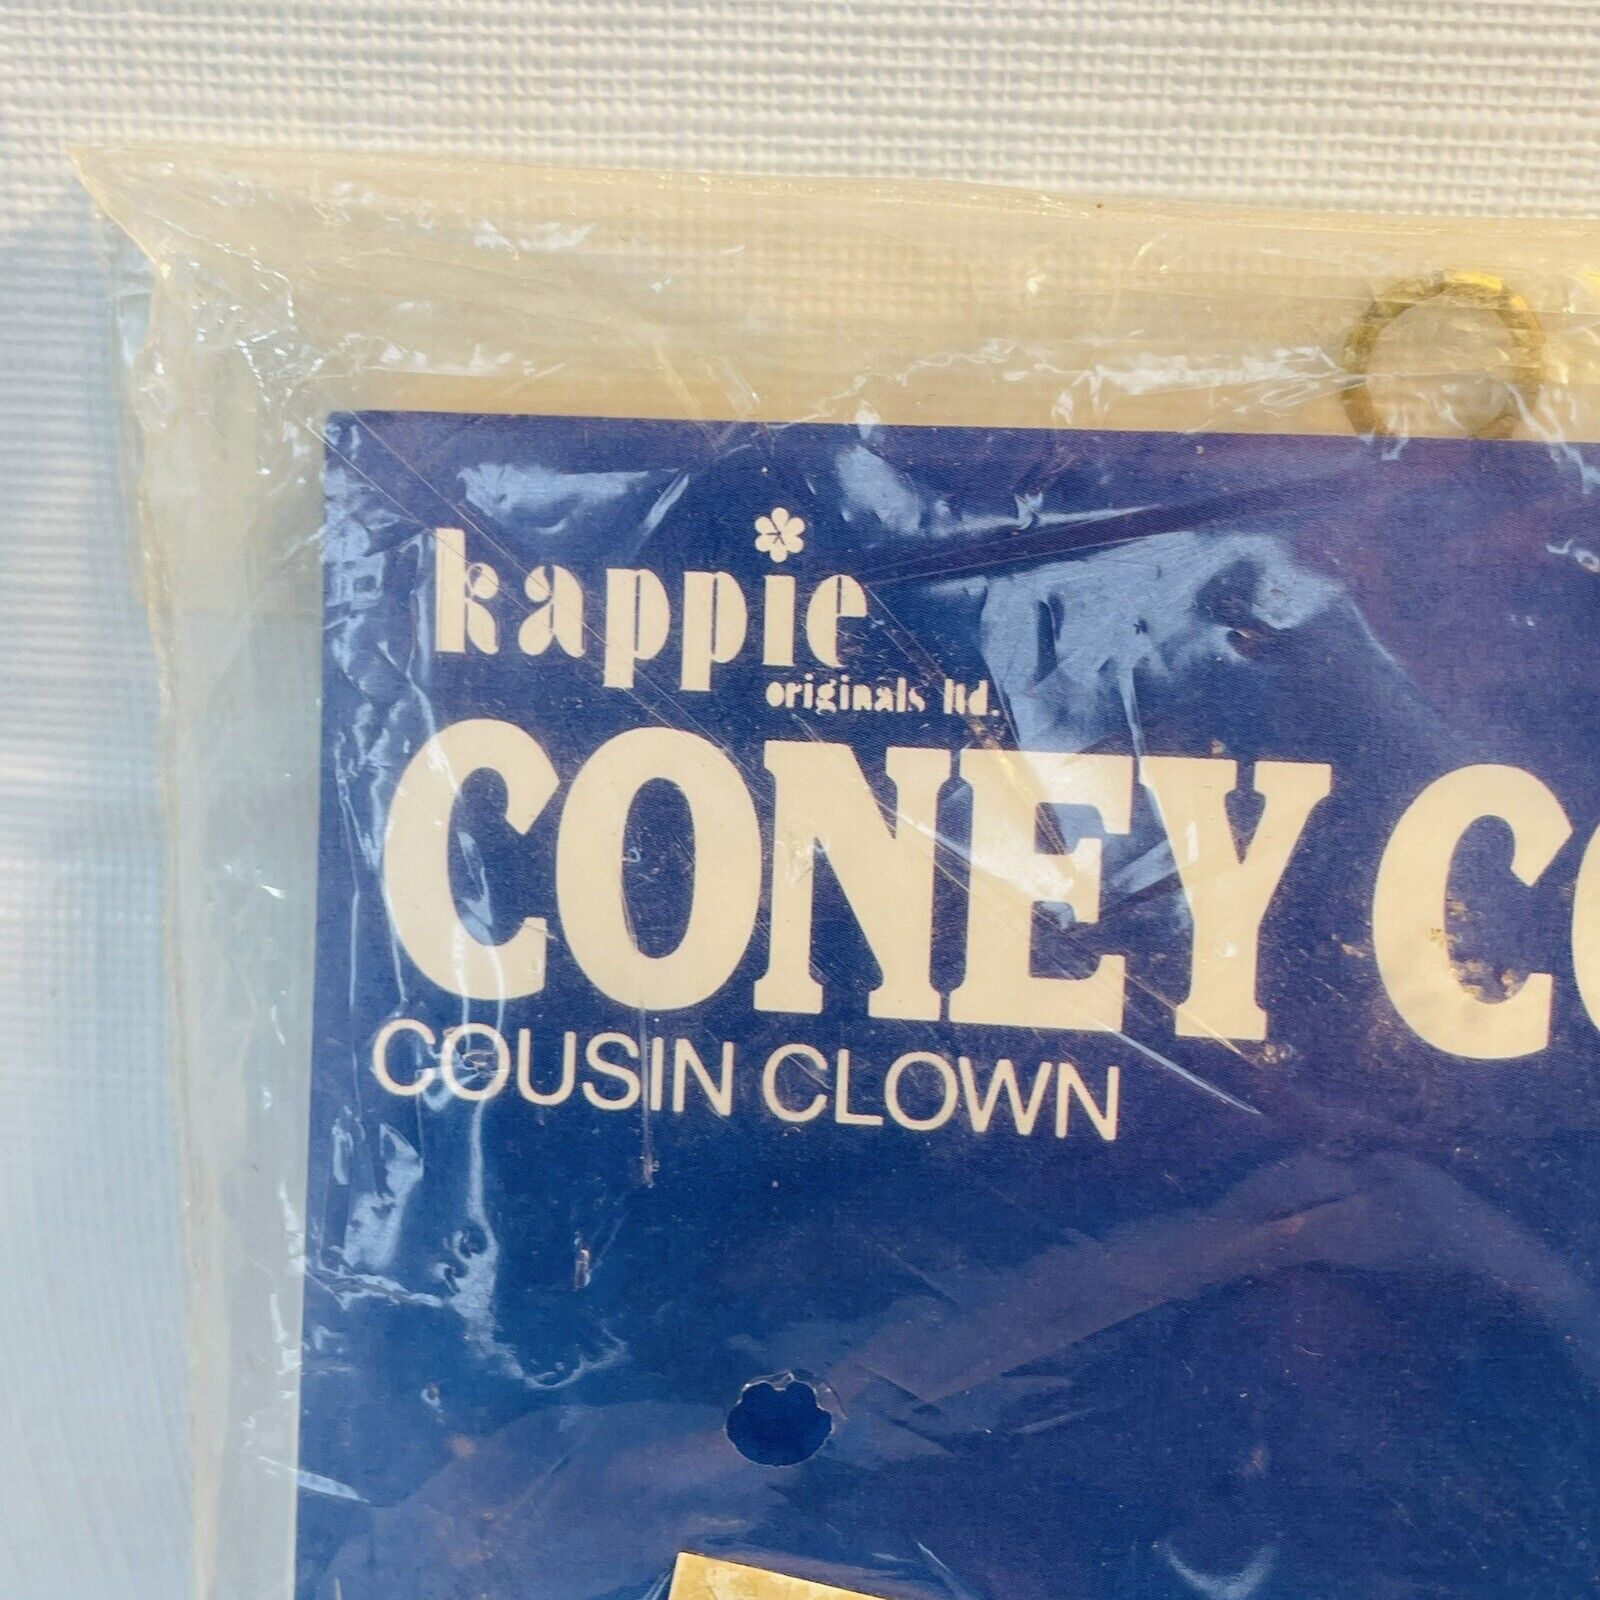 kappie
originals ltd.
CONEY
COUSIN CLOWN